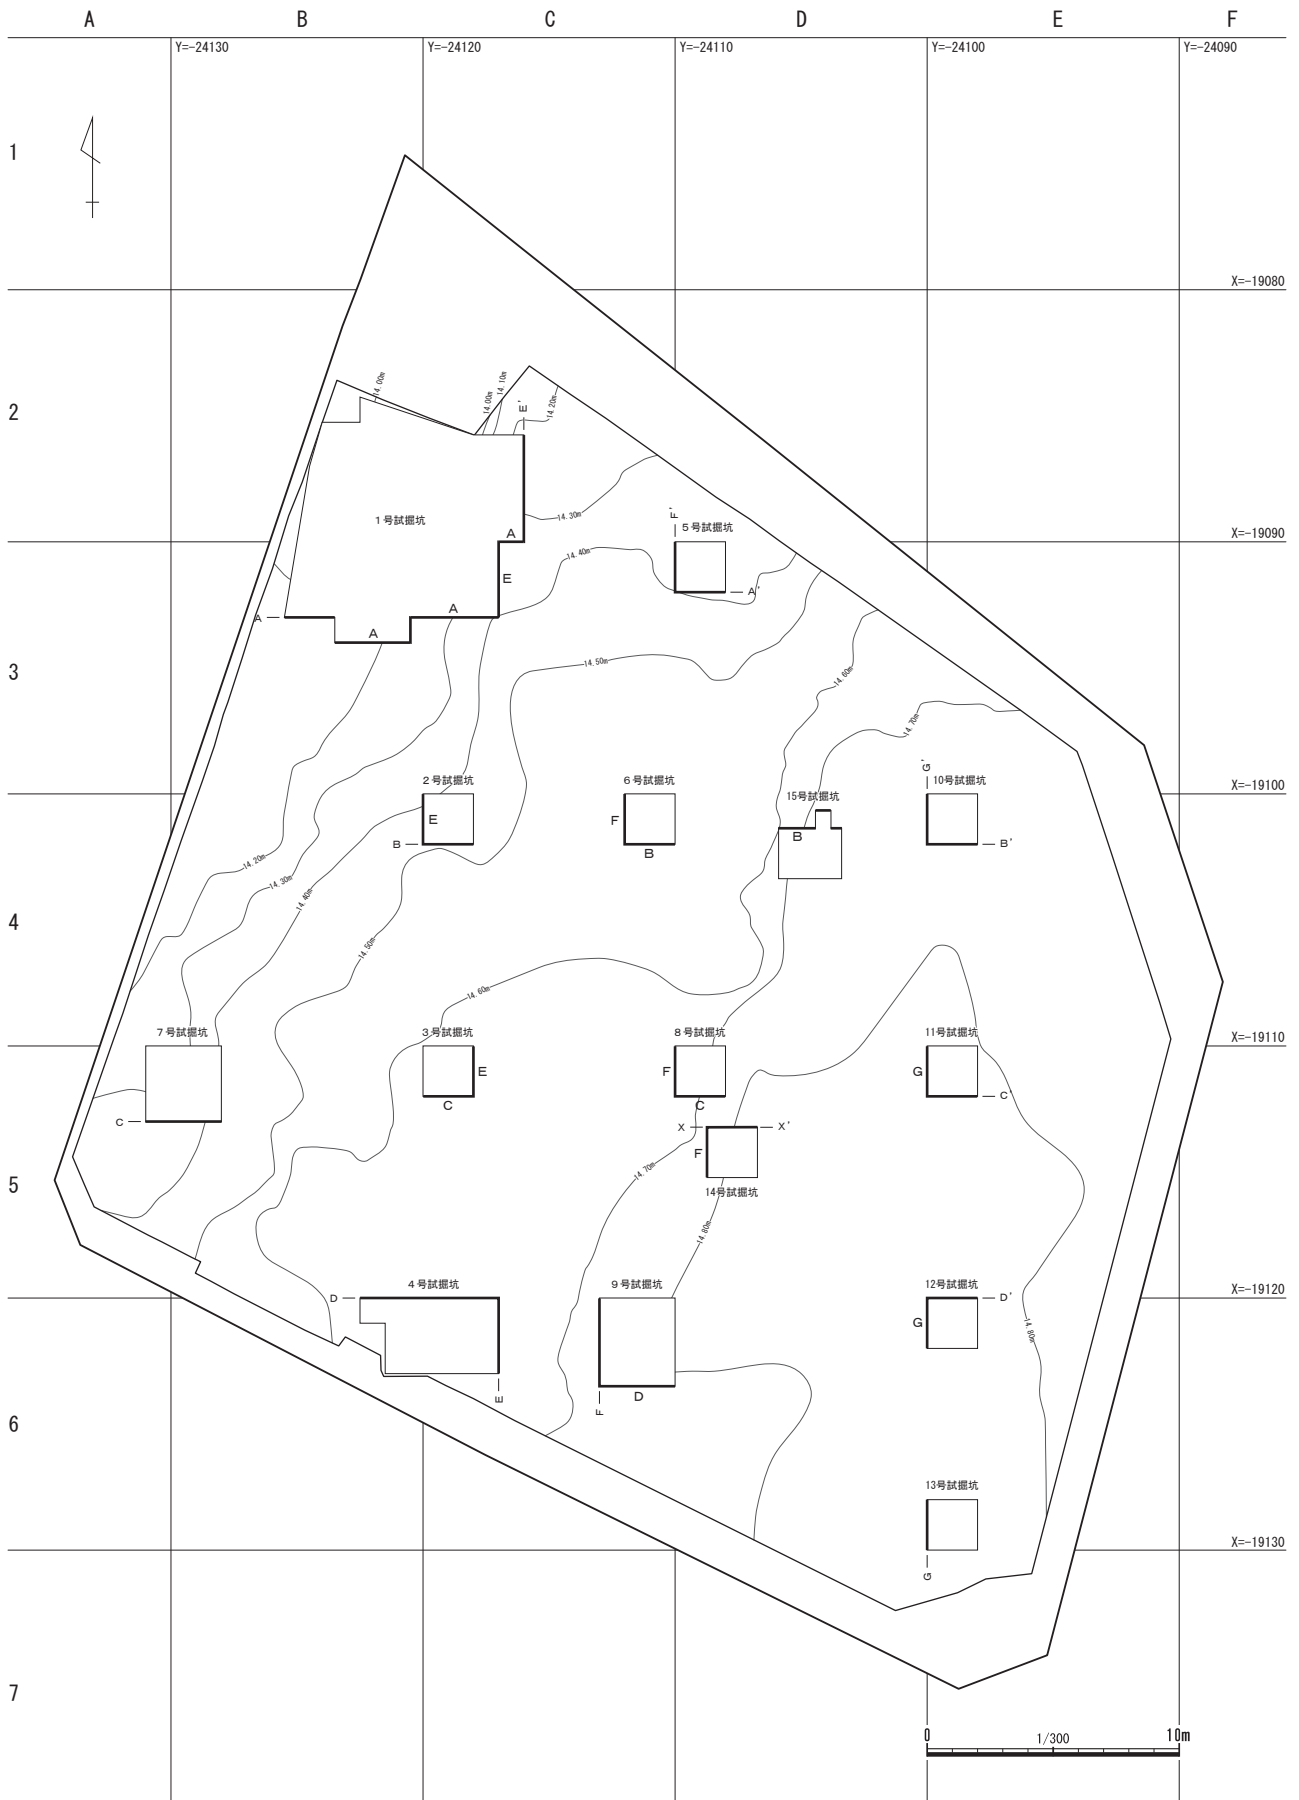 A B C D E F
Y=-24130 Y=-24120 Y=-24110 Y=-24100 Y=-24090
1
X=-19080
14.00m
14.00m
14.10m
E'
14.20m
2
1号試掘坑
14.30m
F'
5号試掘坑
A
X=-19090
14.40m
E
A'
A
A
A
3
14.50m
14.60m
14.70m
G'
2号試掘坑
6号試掘坑
15号試掘坑
10号試掘坑
X=-19100
E
F
B
B
B
B'
14.20m
14.30m
14.40m
4
14.50m
14.60m
7号試掘坑
3号試掘坑
8号試掘坑
11号試掘坑
X=-19110
E
F
G
C
C
C'
C
X
X'
F
14.70m
5
14号試掘坑
14.80m
4号試掘坑
9号試掘坑
12号試掘坑
D
D'
X=-19120
G
14.80m
E
F
D
6
13号試掘坑
X=-19130
G
7
0 1/300 10m